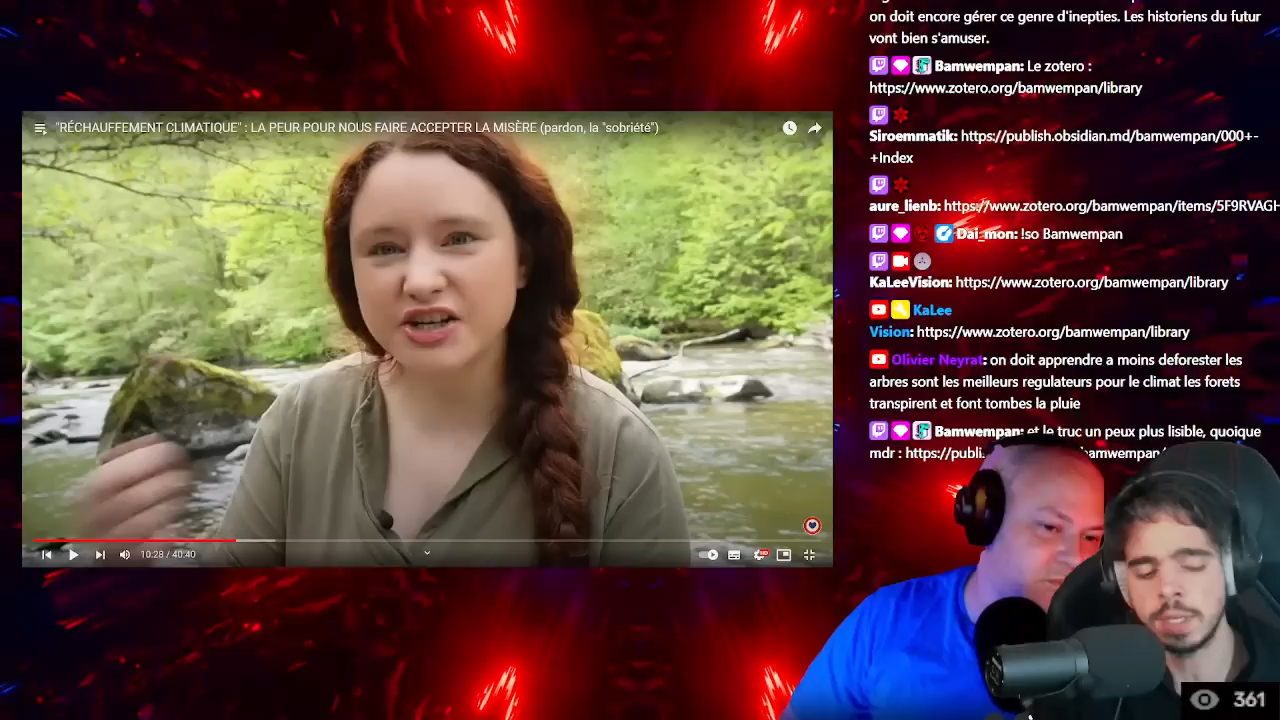 "RÉCHAUFFEMENT CLIMATIQUE" : LA PEUR POUR NOUS FAIRE ACCEPTER LA MISÈRE (pardon, la "sobriété")
10:28 / 40:40
on doit encore gérer ce genre d'inepties. Les historiens du futur
vont bien s'amuser.
Bamwempan: Le zotero :
https://www.zotero.org/bamwempan/library
Siroemmatik: https://publish.obsidian.md/bamwempan/000+-
+Index
aure_lienb: https://www.zotero.org/bamwempan/items/5F9RVAGH
Dai_mon: !so Bamwempan
KaLeeVision: https://www.zotero.org/bamwempan/library
KaLee
Vision: https://www.zotero.org/bamwempan/library
Olivier Neyrat: on doit apprendre a moins deforester les
arbres sont les meilleurs regulateurs pour le climat les forets
transpirent et font tombes la pluie
Bamwempan: et le truc un peux plus lisible, quoique
mdr : https://publi.
361